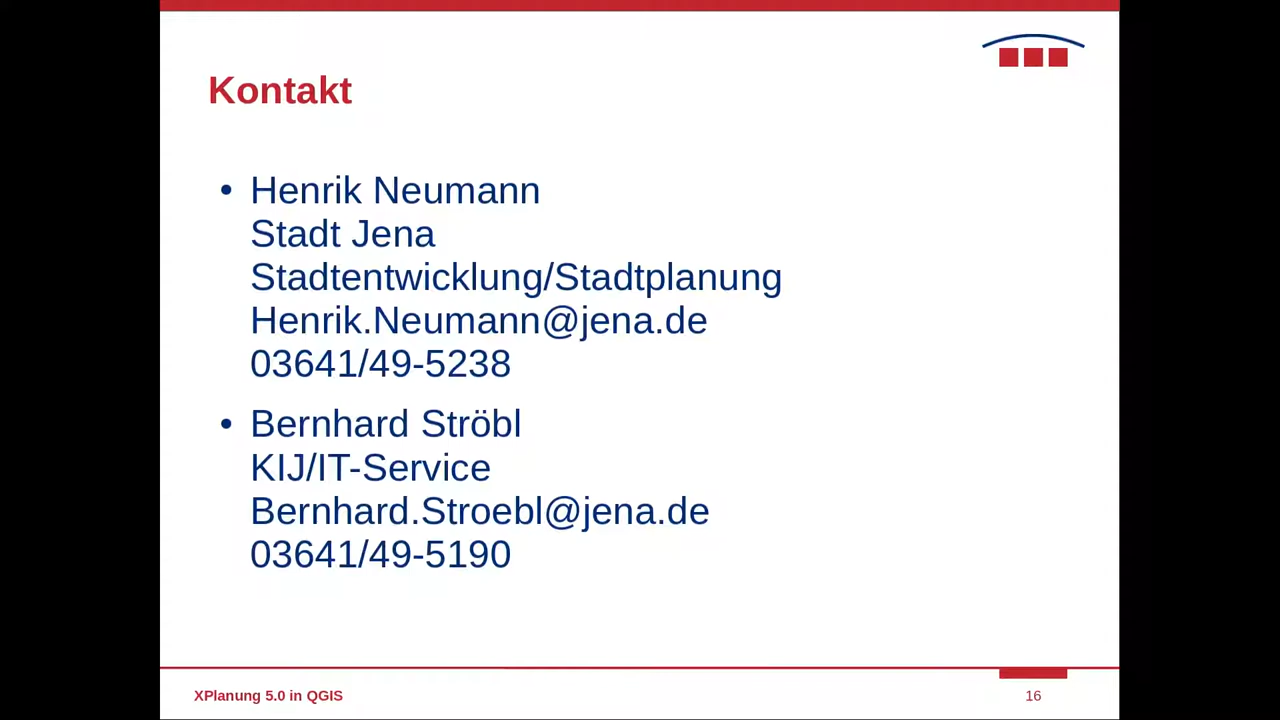 Kontakt
• Henrik Neumann
Stadt Jena
Stadtentwicklung/Stadtplanung
Henrik.Neumann@jena.de
03641/49-5238
• Bernhard Ströbl
KIJ/IT-Service
Bernhard.Stroebl@jena.de
03641/49-5190
XPlanung 5.0 in QGIS
16